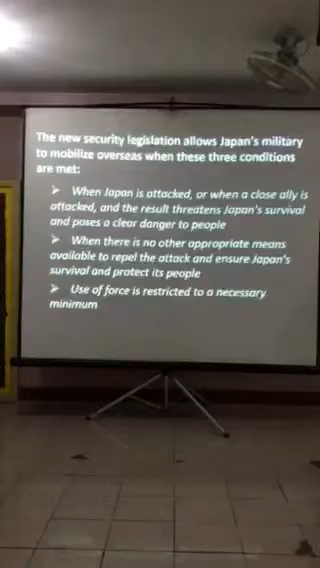 The new security legislation allows Japan's military
to mobilize overseas when these three conditions
are met:
➢ When Japan is attacked, or when a close ally is
attacked, and the result threatens Japan's survival
and poses a clear danger to people
➢ When there is no other appropriate means
available to repel the attack and ensure Japan's
survival and protect its people
➢ Use of force is restricted to a necessary
minimum